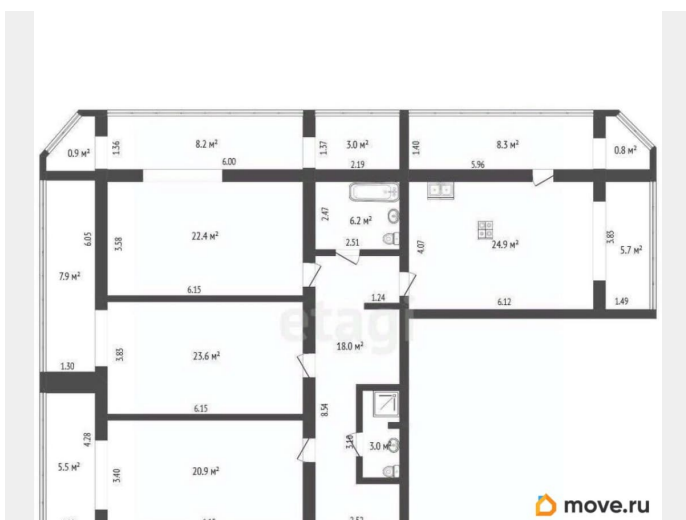 0.9 м²
1.36
8.2 м²
6.00
1.37
3.0 м²
2.19
1.40
8.3 м²
5.96
0.8 м²
6.05
7.9 м²
1.30
3.58
22.4 м²
6.15
2.47
6.2 м²
2.51
4.07
24.9 м²
6.12
3.83
5.7 м²
1.49
1.24
etagi
18.0 м²
3.83
23.6 м²
6.15
8.54
3.0 м²
4.28
5.5 м²
3.40
20.9 м²
2.52
move.ru